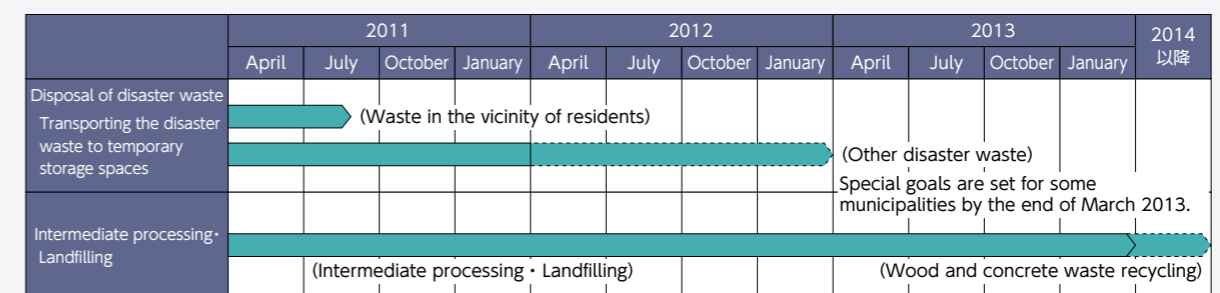 2011 2012 2013 2014
以降
April July October January April July October January April July October January
Disposal of disaster waste
Transporting the disaster
waste to temporary
storage spaces
(Waste in the vicinity of residents)
(Other disaster waste)
Special goals are set for some
municipalities by the end of March 2013.
Intermediate processing・
Landfilling
(Intermediate processing・Landfilling)
(Wood and concrete waste recycling)